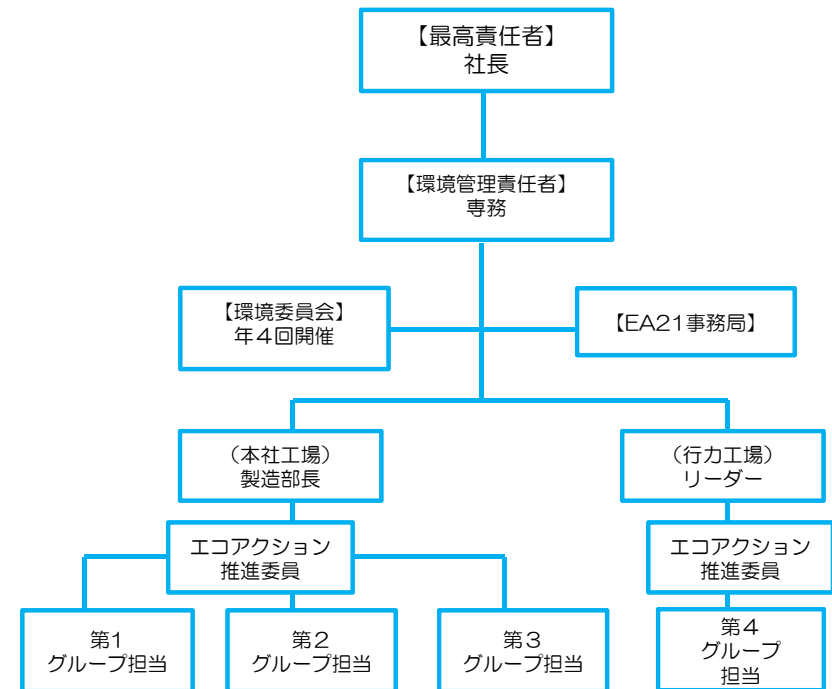 【最高責任者】
社長
【環境管理責任者】
専務
【環境委員会】
年4回開催
【EA21事務局】
（本社工場）
製造部長
（行力工場）
リーダー
エコアクション
推進委員
エコアクション
推進委員
第1
グループ担当
第2
グループ担当
第3
グループ担当
第4
グループ
担当